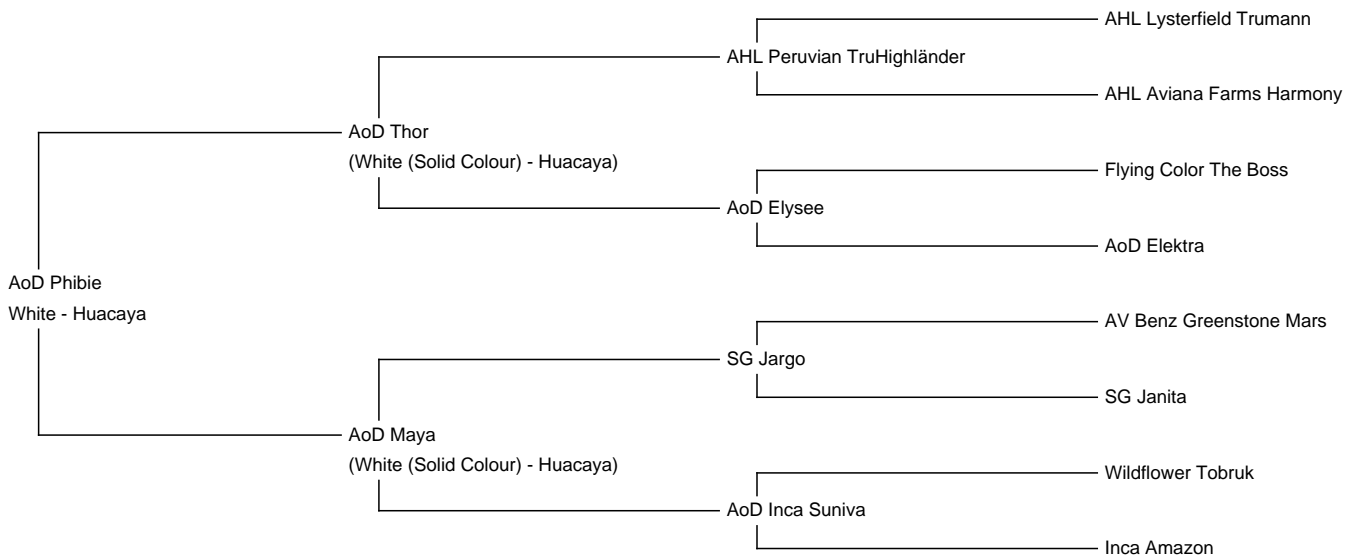 AHL Lysterfield Trumann
AHL Peruvian TruHighländer
AHL Aviana Farms Harmony
AoD Thor
(White (Solid Colour) - Huacaya)
Flying Color The Boss
AoD Elysee
AoD Elektra
AoD Phibie
White - Huacaya
AV Benz Greenstone Mars
SG Jargo
SG Janita
AoD Maya
(White (Solid Colour) - Huacaya)
Wildflower Tobruk
AoD Inca Suniva
Inca Amazon